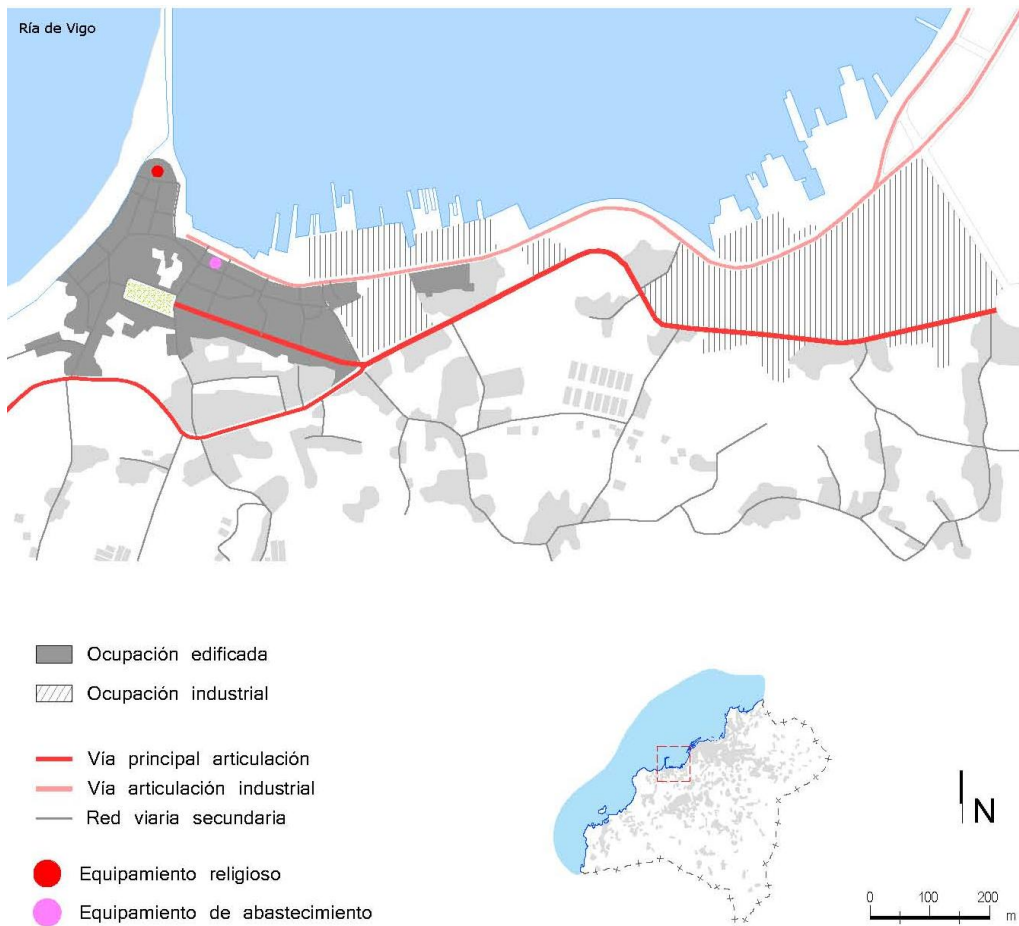 Ría de Vigo
Ocupación edificada
Ocupación industrial
Vía principal articulación
Vía articulación industrial
Red viaria secundaria
Equipamiento religioso
Equipamiento de abastecimiento
N
0 100 200
m